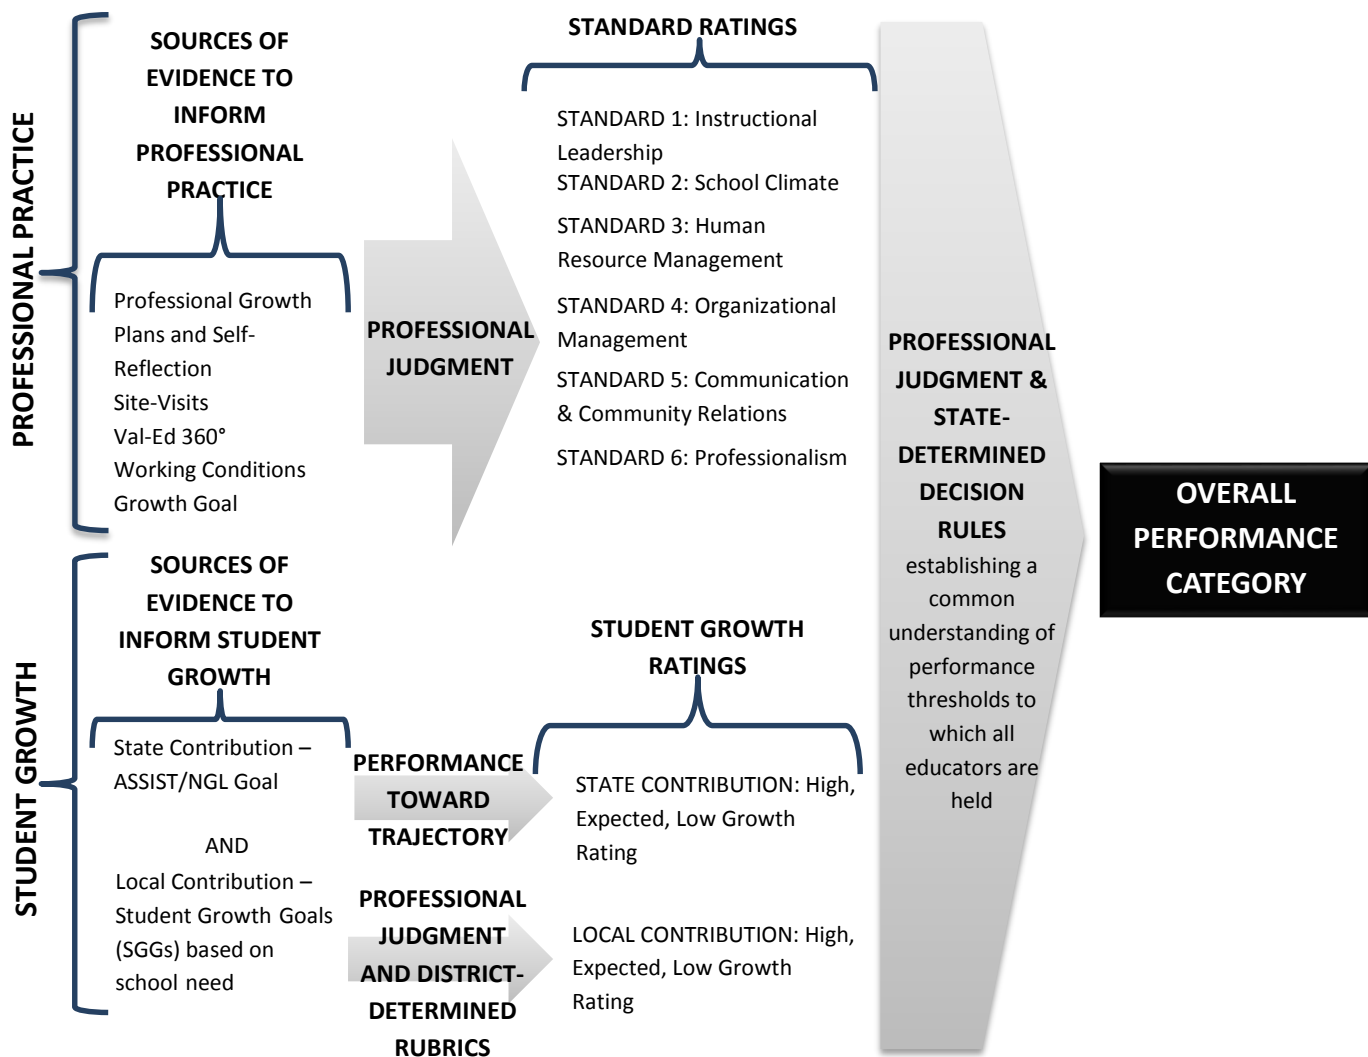 PROFESSIONAL PRACTICE
SOURCES OF
EVIDENCE TO
INFORM
PROFESSIONAL
PRACTICE
Professional Growth
Plans and Self-
Reflection
Site-Visits
Val-Ed 360°
Working Conditions
Growth Goal
PROFESSIONAL
JUDGMENT
STANDARD RATINGS
STANDARD 1: Instructional
Leadership
STANDARD 2: School Climate
STANDARD 3: Human
Resource Management
STANDARD 4: Organizational
Management
STANDARD 5: Communication
& Community Relations
STANDARD 6: Professionalism
STUDENT GROWTH
SOURCES OF
EVIDENCE TO
INFORM STUDENT
GROWTH
State Contribution –
ASSIST/NGL Goal
AND
Local Contribution –
Student Growth Goals
(SGGs) based on
school need
PERFORMANCE
TOWARD
TRAJECTORY
PROFESSIONAL
JUDGMENT
AND DISTRICT-
DETERMINED
RUBRICS
STUDENT GROWTH
RATINGS
STATE CONTRIBUTION: High,
Expected, Low Growth
Rating
LOCAL CONTRIBUTION: High,
Expected, Low Growth
Rating
PROFESSIONAL
JUDGMENT &
STATE-
DETERMINED
DECISION
RULES
establishing a
common
understanding of
performance
thresholds to
which all
educators are
held
OVERALL
PERFORMANCE
CATEGORY